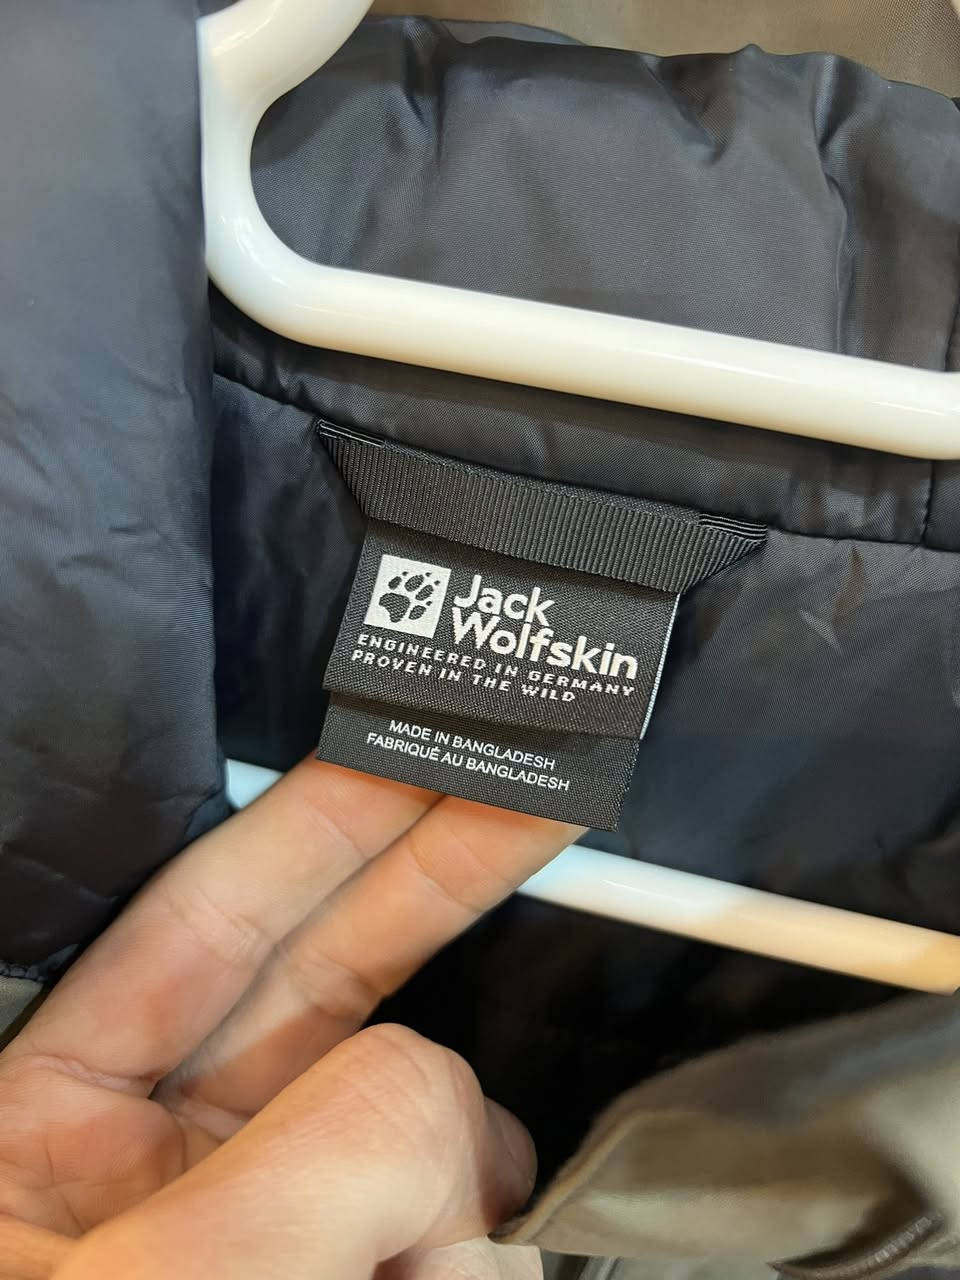 Jack
Wolfskin
ENGINEERED IN GERMANY
PROVEN IN THE WILD
MADE IN BANGLADESH
FABRIQUÉ AU BANGLADESH